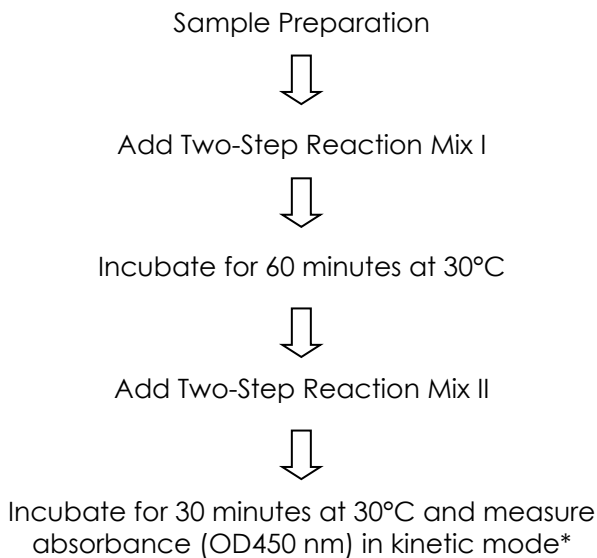 Sample Preparation
Add Two-Step Reaction Mix I
Incubate for 60 minutes at 30°C
Add Two-Step Reaction Mix II
Incubate for 30 minutes at 30°C and measure
absorbance (OD450 nm) in kinetic mode*